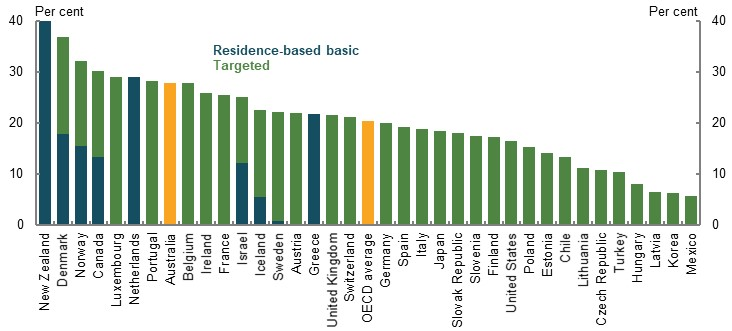 Per cent
Per cent
40
40
30
30
20
20
10
10
0
0
Residence-based basic
Targeted
New Zealand
Denmark
Norway
Canada
Luxembourg
Netherlands
Portugal
Australia
Belgium
Ireland
France
Israel
Iceland
Sweden
Austria
Greece
United Kingdom
Switzerland
OECD average
Germany
Spain
Italy
Japan
Slovak Republic
Slovenia
Finland
United States
Poland
Estonia
Chile
Lithuania
Czech Republic
Turkey
Hungary
Latvia
Korea
Mexico